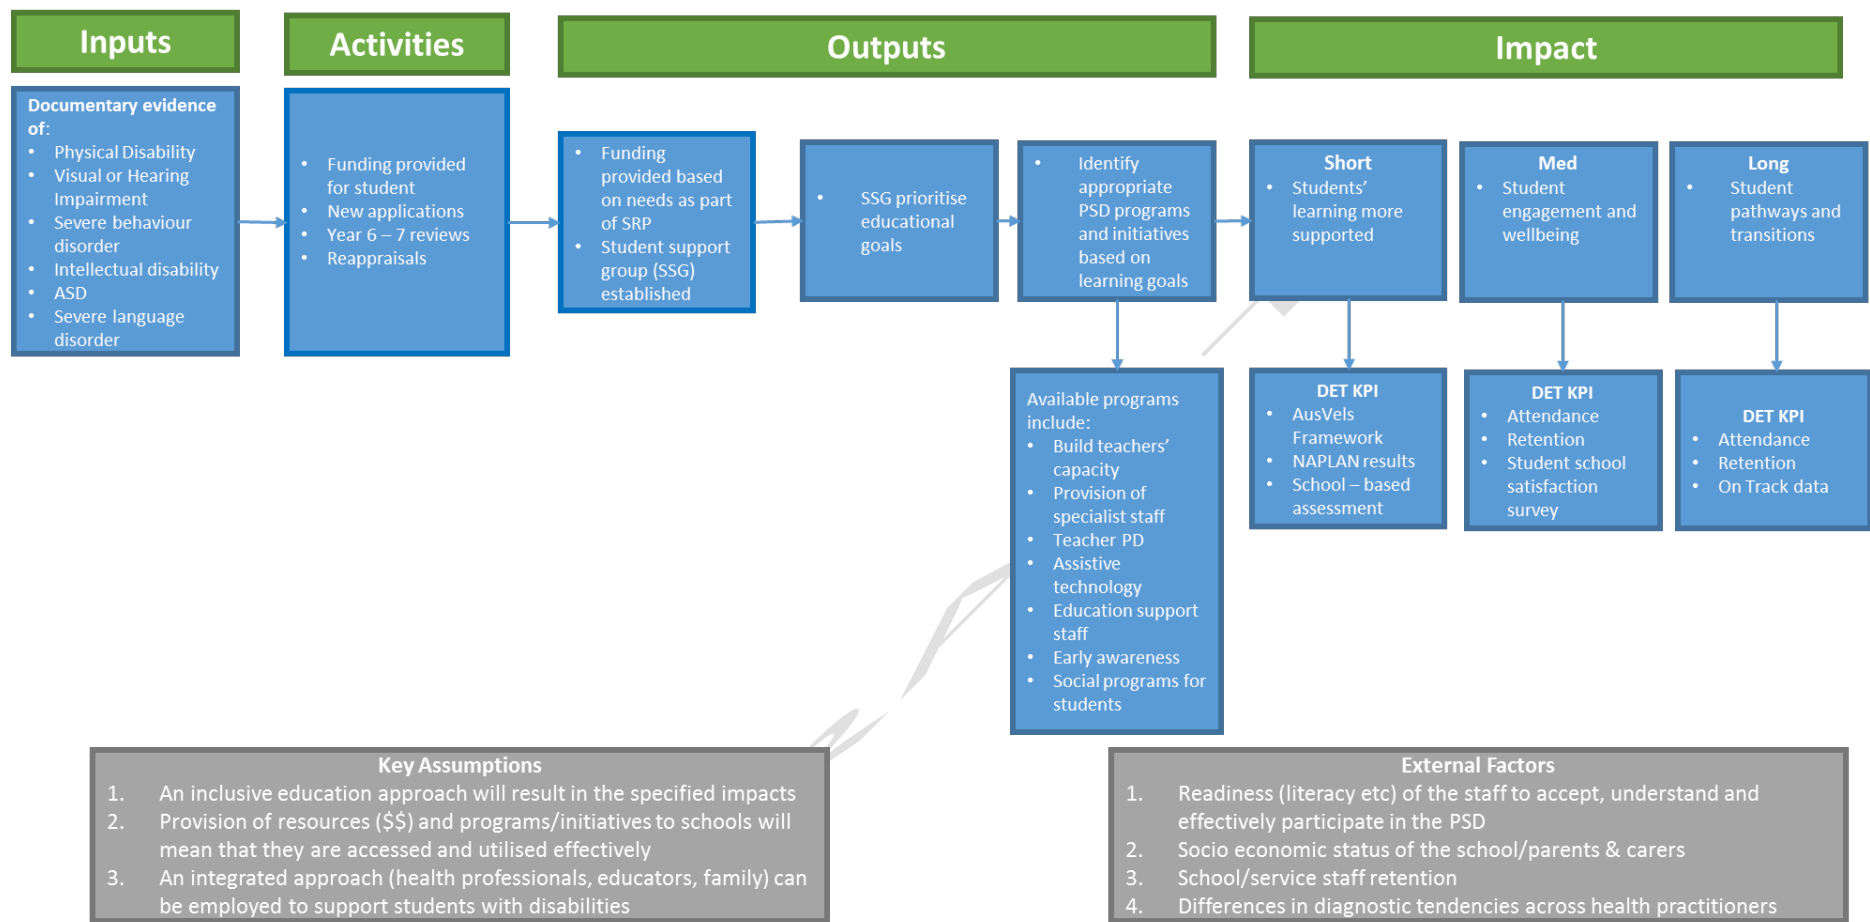 Inputs
Activities
Outputs
Impact
Documentary evidence
of:
• Physical Disability
• Visual or Hearing
Impairment
• Severe behaviour
disorder
• Intellectual disability
• ASD
• Severe language
disorder
• Funding provided
for student
• New applications
• Year 6 – 7 reviews
• Reappraisals
• Funding
provided based
on needs as part
of SRP
• Student support
group (SSG)
established
• SSG prioritise
educational
goals
• Identify
appropriate
PSD programs
and initiatives
based on
learning goals
Short
• Students’
learning more
supported
Med
• Student
engagement and
wellbeing
Long
• Student
pathways and
transitions
Available programs
include:
• Build teachers’
capacity
• Provision of
specialist staff
• Teacher PD
• Assistive
technology
• Education support
staff
• Early awareness
• Social programs for
students
DET KPI
• AusVels
Framework
• NAPLAN results
• School – based
assessment
DET KPI
• Attendance
• Retention
• Student school
satisfaction
survey
DET KPI
• Attendance
• Retention
• On Track data
Key Assumptions
1. An inclusive education approach will result in the specified impacts
2. Provision of resources ($$) and programs/initiatives to schools will
mean that they are accessed and utilised effectively
3. An integrated approach (health professionals, educators, family) can
be employed to support students with disabilities
External Factors
1. Readiness (literacy etc) of the staff to accept, understand and
effectively participate in the PSD
2. Socio economic status of the school/parents & carers
3. School/service staff retention
4. Differences in diagnostic tendencies across health practitioners